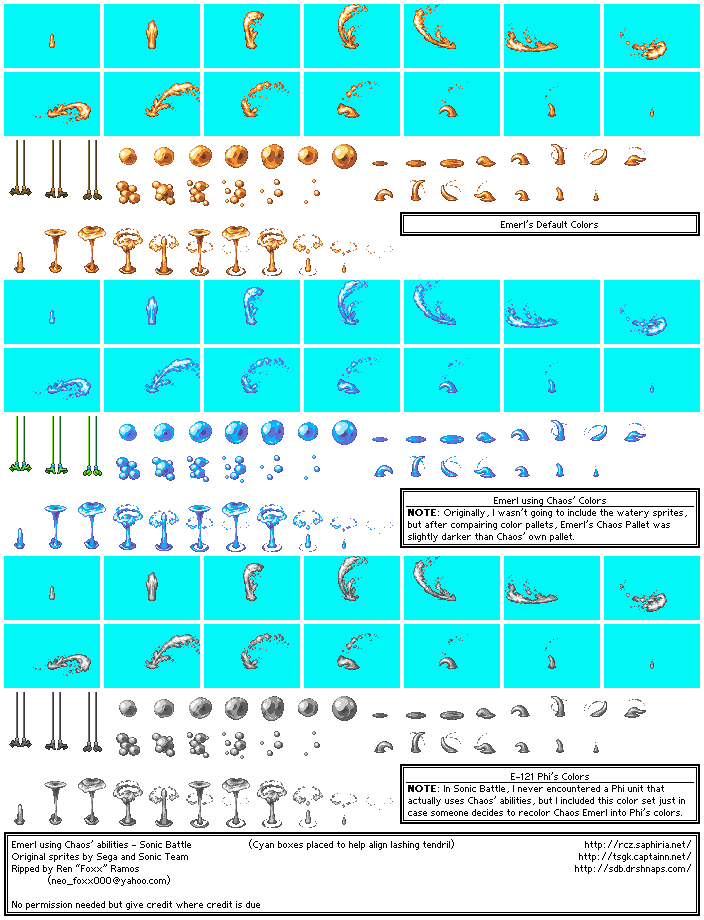 Emerl's Default Colors
Emerl using Chaos' Colors
NOTE: Originally, I wasn't going to include the watery sprites,
but after compairing color pallets, Emerl's Chaos Pallet was
slightly darker than Chaos' own pallet.
E-121 Phi's Colors
NOTE: In Sonic Battle, I never encountered a Phi unit that
actually uses Chaos' abilities, but I included this color set just in
case someone decides to recolor Chaos Emerl into Phi's colors.
Emerl using Chaos' abilities - Sonic Battle (Cyan boxes placed to help align lashing tendril) http://rcz.saphiria.net/
Original sprites by Sega and Sonic Team http://tsgk.captainn.net/
Ripped by Ren "Foxx" Ramos http://sdb.drshnaps.com/
(neo_foxx000@yahoo.com)
No permission needed but give credit where credit is due